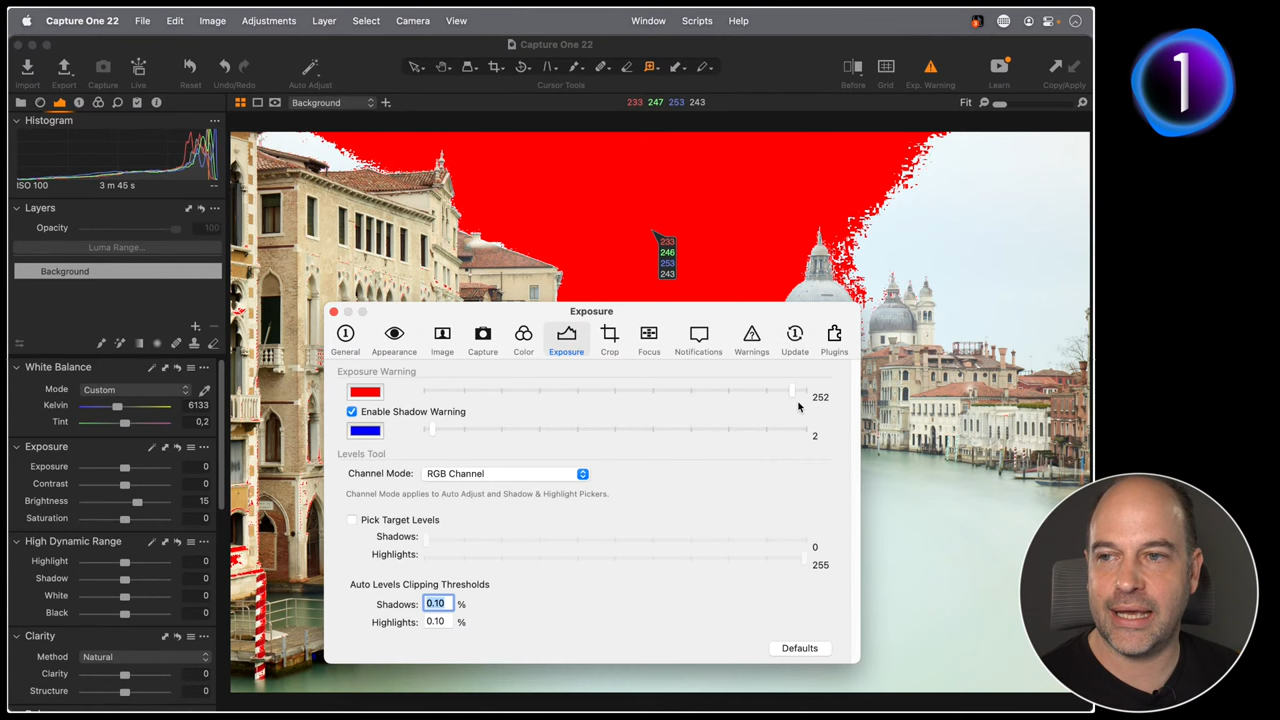 Capture One 22 File Edit Image Adjustments Layer Select Camera View Window Scripts Help
Capture One 22
Import Export Capture Live Reset Undo/Redo Auto Adjust Cursor Tools Before Grid Exp. Warning Learn Copy/Apply
Background 233 247 253 243 Fit
Histogram
ISO 100 3 m 45 s --
Layers
Opacity 100
Luma Range...
Background
White Balance
Mode Custom
Kelvin 6133
Tint 0,2
Exposure
Exposure 0
Contrast 0
Brightness 15
Saturation 0
High Dynamic Range
Highlight 0
Shadow 0
White 0
Black 0
Clarity
Method Natural
Clarity 0
Structure 0
233
246
253
243
Exposure
General Appearance Image Capture Color Exposure Crop Focus Notifications Warnings Update Plugins
Exposure Warning
252
Enable Shadow Warning
2
Levels Tool
Channel Mode: RGB Channel
Channel Mode applies to Auto Adjust and Shadow & Highlight Pickers.
Pick Target Levels
Shadows: 0
Highlights: 255
Auto Levels Clipping Thresholds
Shadows: 0.10 %
Highlights: 0.10 %
Defaults
1